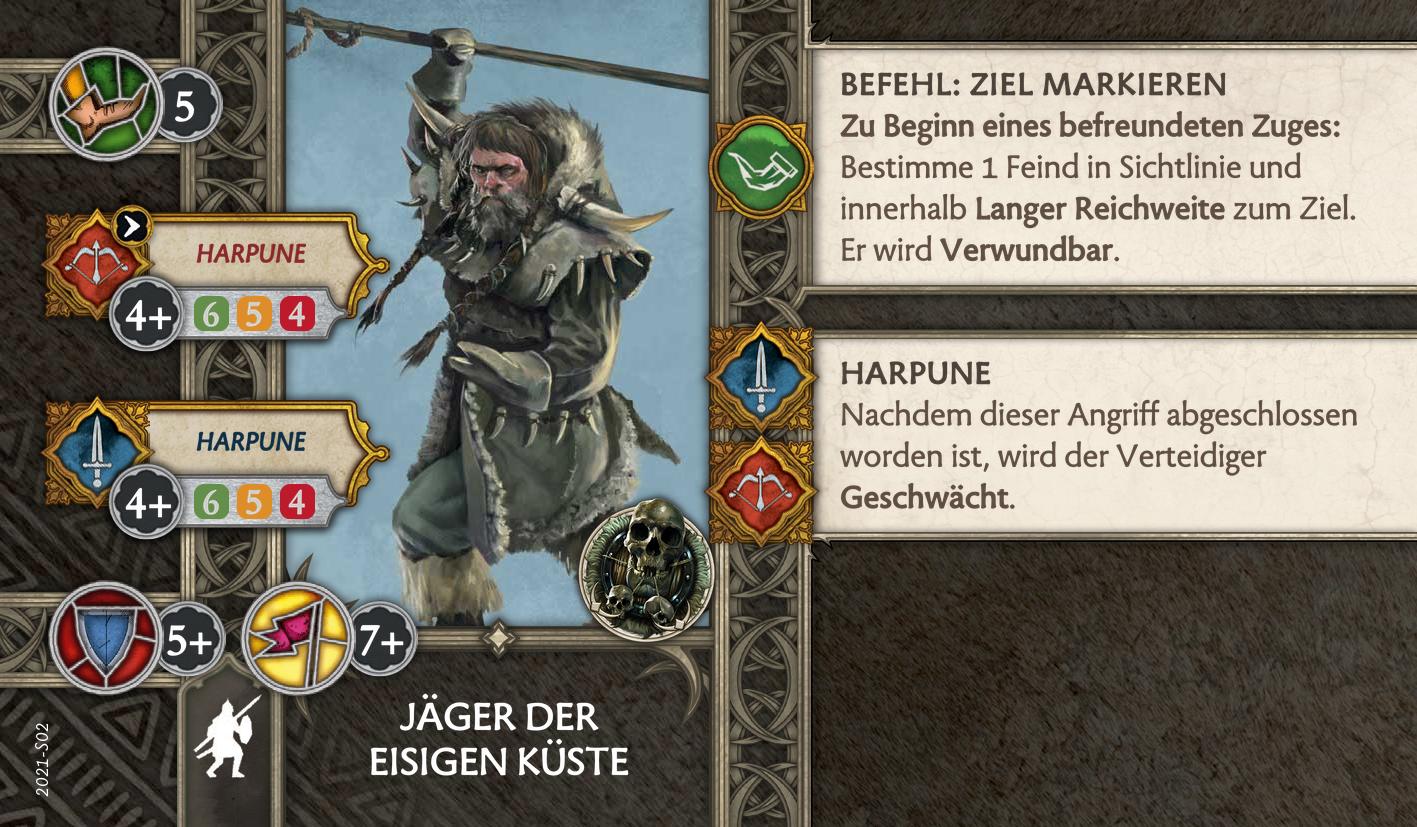 5
HARPUNE
4+ 6 5 4
HARPUNE
4+ 6 5 4
5+ 7+
JÄGER DER
EISIGEN KÜSTE
2021-S02
BEFEHL: ZIEL MARKIEREN
Zu Beginn eines befreundeten Zuges:
Bestimme 1 Feind in Sichtlinie und
innerhalb Langer Reichweite zum Ziel.
Er wird Verwundbar.
HARPUNE
Nachdem dieser Angriff abgeschlossen
worden ist, wird der Verteidiger
Geschwächt.